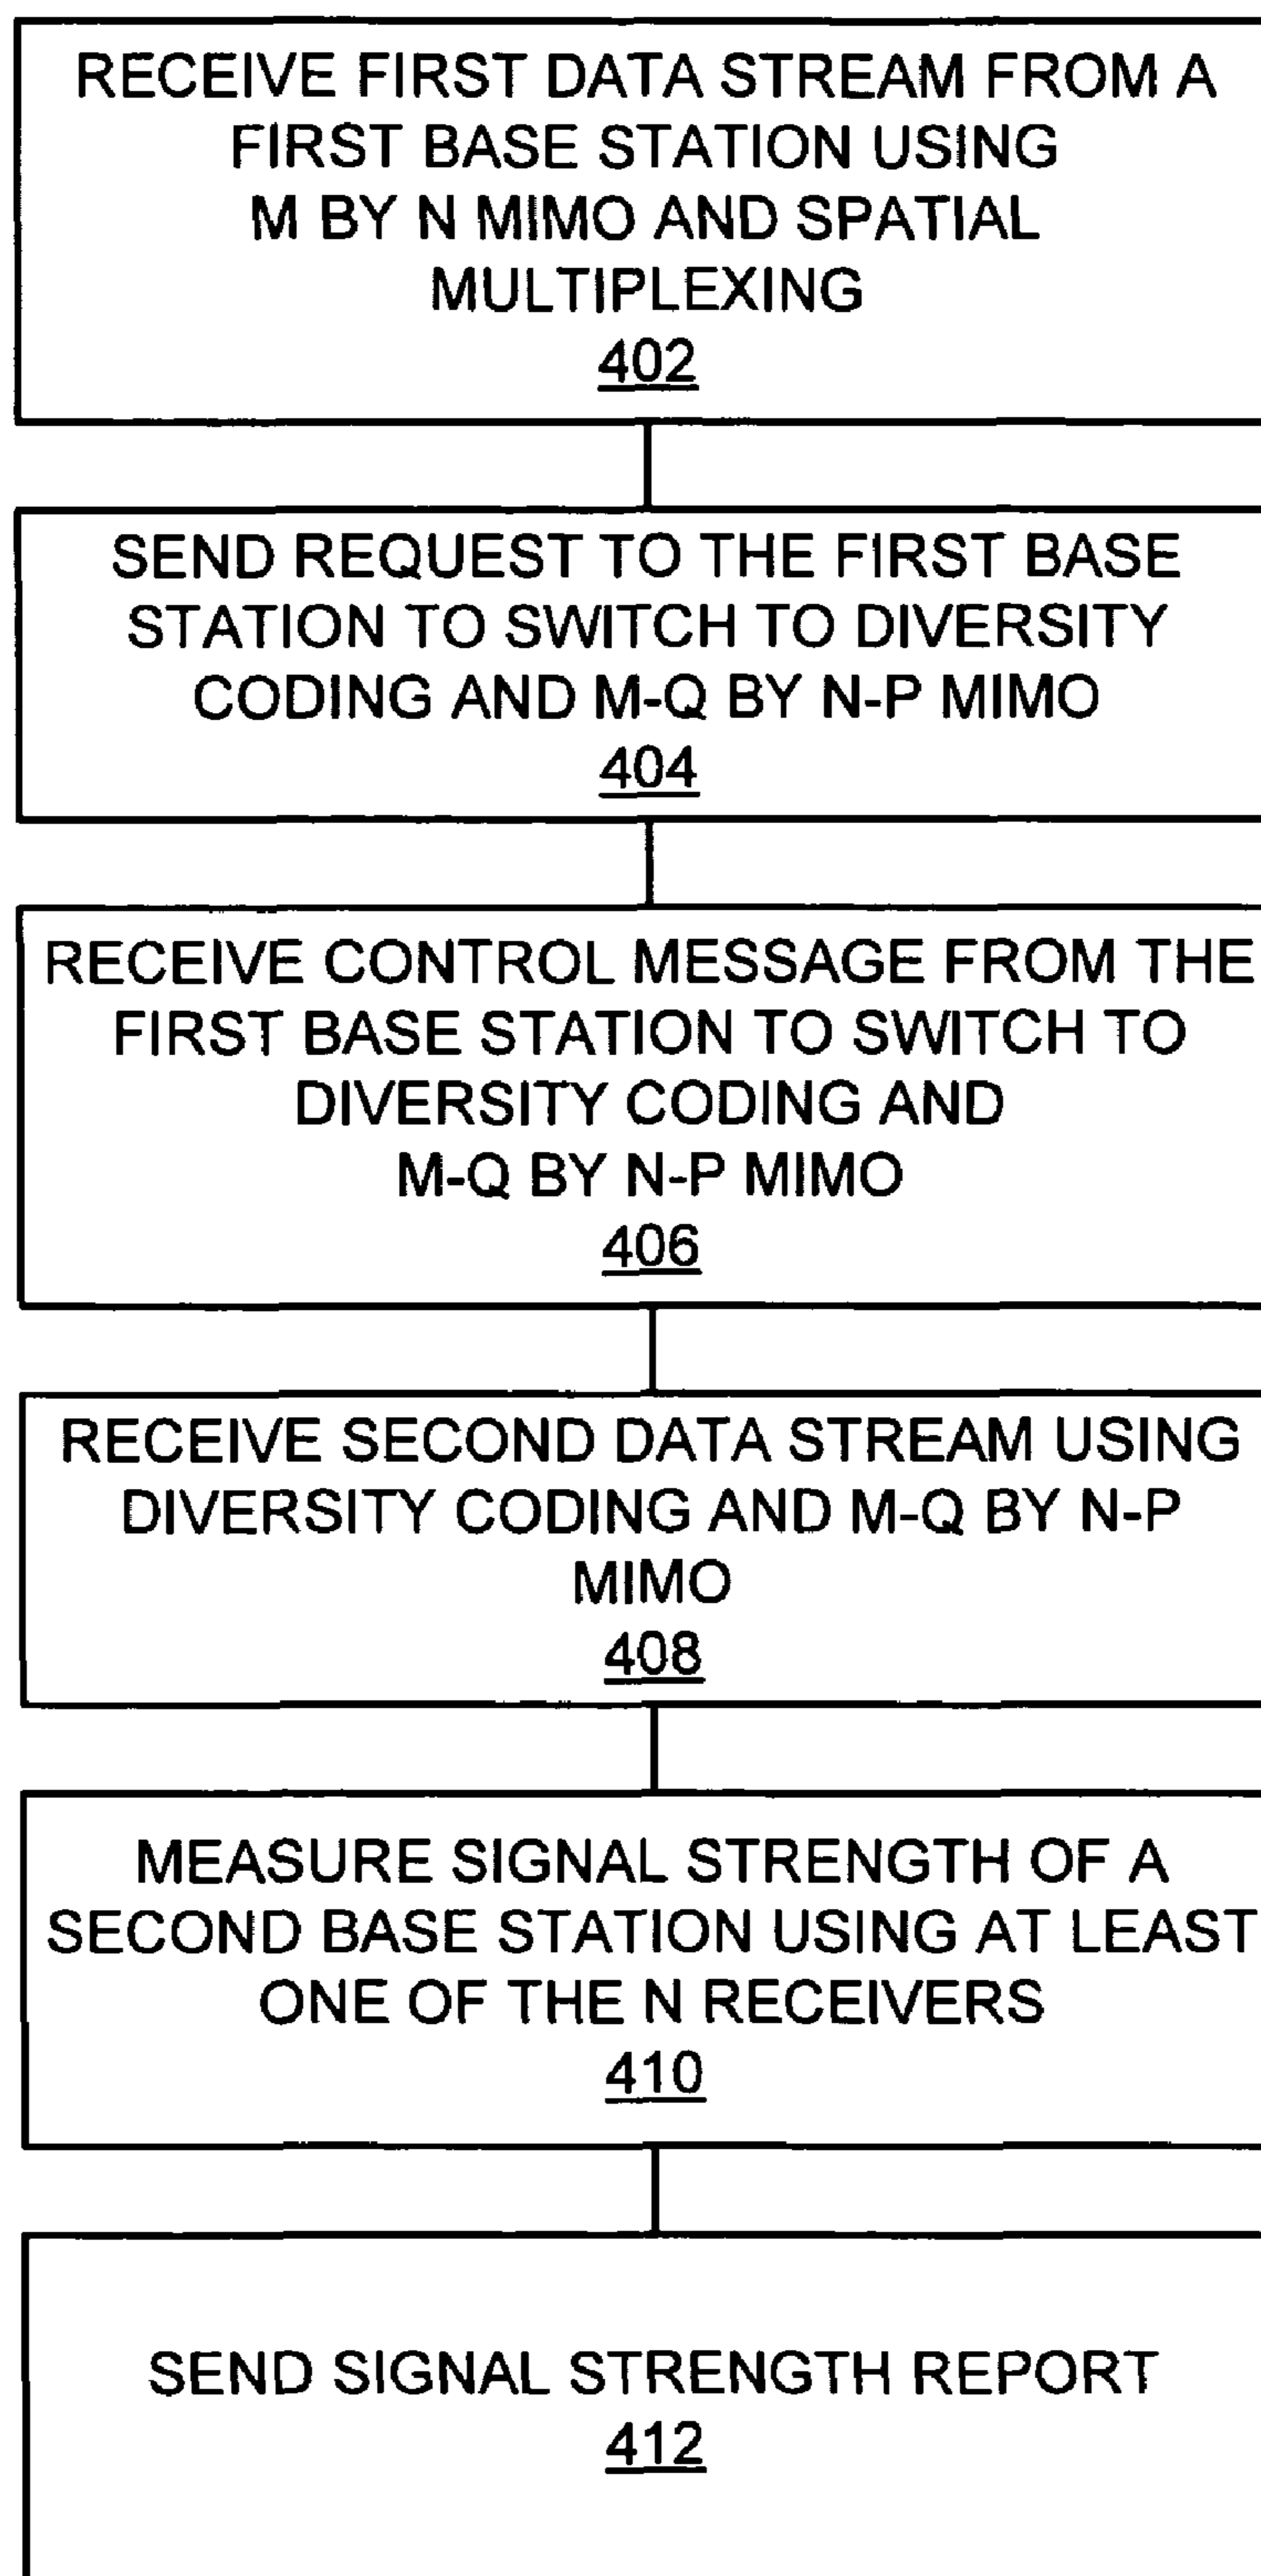 RECEIVE FIRST DATA STREAM FROM A
FIRST BASE STATION USING
M BY N MIMO AND SPATIAL
MULTIPLEXING
402
SEND REQUEST TO THE FIRST BASE
STATION TO SWITCH TO DIVERSITY
CODING AND M-Q BY N-P MIMO
404
RECEIVE CONTROL MESSAGE FROM THE
FIRST BASE STATION TO SWITCH TO
DIVERSITY CODING AND
M-Q BY N-P MIMO
406
RECEIVE SECOND DATA STREAM USING
DIVERSITY CODING AND M-Q BY N-P
MIMO
408
MEASURE SIGNAL STRENGTH OF A
SECOND BASE STATION USING AT LEAST
ONE OF THE N RECEIVERS
410
SEND SIGNAL STRENGTH REPORT
412